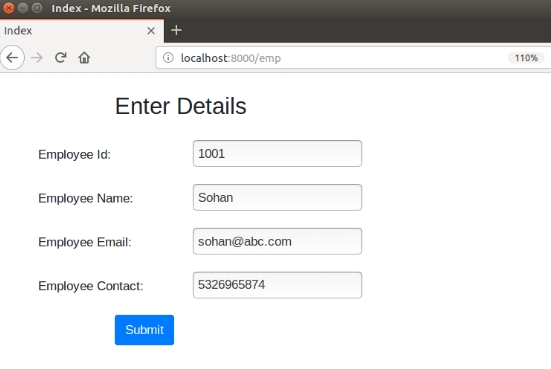 Index - Mozilla Firefox
Index
localhost:8000/emp 110%
Enter Details
Employee Id: 1001
Employee Name: Sohan
Employee Email: sohan@abc.com
Employee Contact: 5326965874
Submit